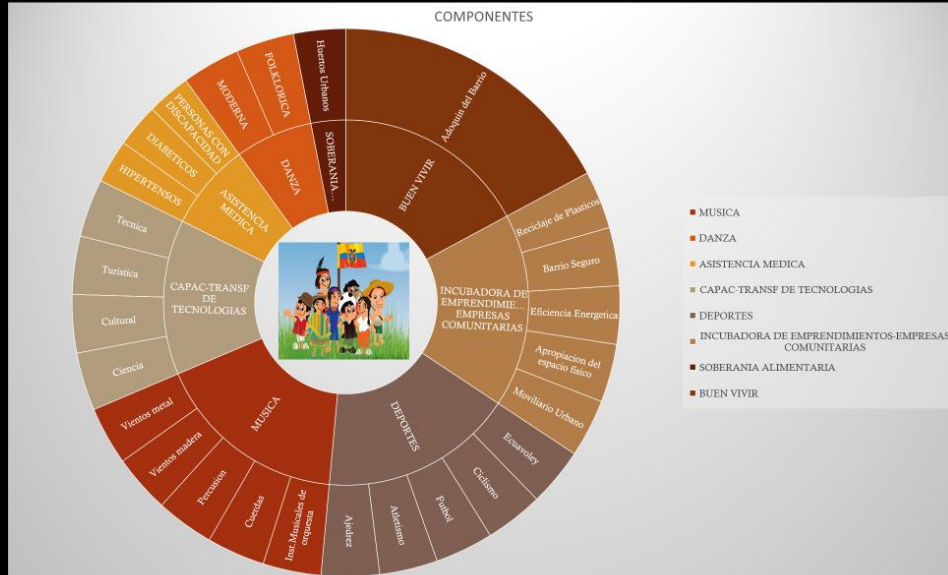 COMPONENTES
BUEN VIVIR
Adoquin del Barrio
INCUBADORA DE
EMPRENDIMIE...
EMPRESAS
COMUNITARIAS
Reciclaje de Plasticos
Barrio Seguro
Eficiencia Energetica
Apropiacion del
espacio físico
Moviliario Urbano
DEPORTES
Ecuavoley
Ciclismo
Futbol
Atletismo
Ajedrez
MUSICA
Inst.Musicales de
orquesta
Cuerdas
Percusion
Vientos madera
Vientos metal
CAPAC-TRANSF
DE
TECNOLOGIAS
Ciencia
Cultural
Turística
Tecnica
ASISTENCIA
MEDICA
HIPERTENSOS
DIABETICOS
PERSONAS CON
DISCAPACIDAD
DANZA
MODERNA
FOLKLORICA
SOBERANIA...
Huertos Urbanos
MUSICA
DANZA
ASISTENCIA MEDICA
CAPAC-TRANSF DE TECNOLOGIAS
DEPORTES
INCUBADORA DE EMPRENDIMIENTOS-EMPRESAS
COMUNITARIAS
SOBERANIA ALIMENTARIA
BUEN VIVIR